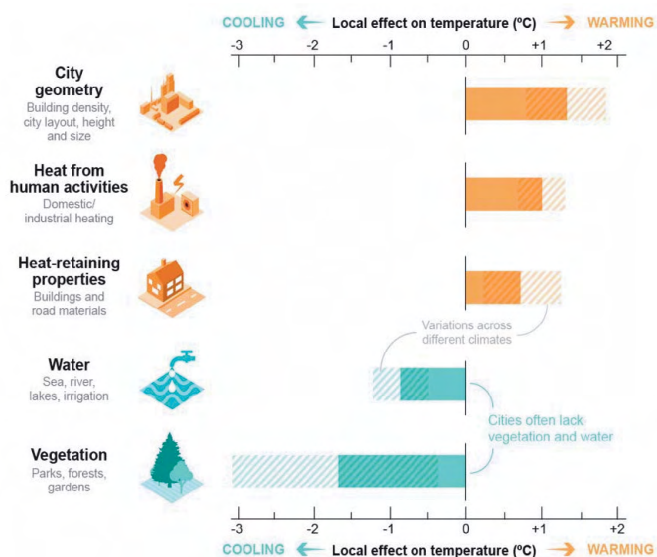 COOLING Local effect on temperature (ºC) WARMING
-3 -2 -1 0 +1 +2
City
geometry
Building density,
city layout, height
and size
Heat from
human activities
Domestic/
industrial heating
Heat-retaining
properties
Buildings and
road materials
Variations across
different climates
Water
Sea, river,
lakes, irrigation
Cities often lack
vegetation and water
Vegetation
Parks, forests,
gardens
-3 -2 -1 0 +1 +2
COOLING Local effect on temperature (ºC) WARMING